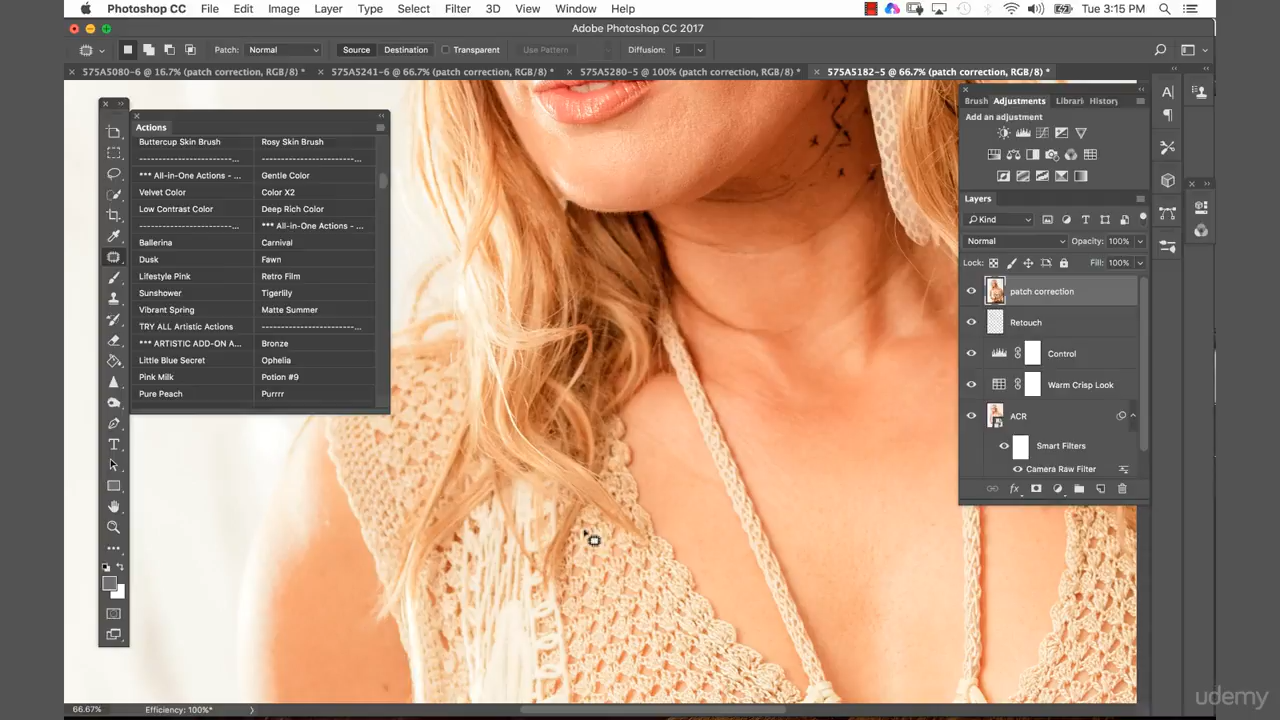 Photoshop CC File Edit Image Layer Type Select Filter 3D View Window Help Tue 3:15 PM
Adobe Photoshop CC 2017
Patch: Normal Source Destination Transparent Use Pattern Diffusion: 5
575A5080-6 @ 16.7% (patch correction, RGB/8) * 575A5241-6 @ 66.7% (patch correction, RGB/8) * 575A5280-5 @ 100% (patch correction, RGB/8) * 575A5182-5 @ 66.7% (patch correction, RGB/8) *
Actions
Buttercup Skin Brush Rosy Skin Brush
------------------------... ------------------------...
*** All-in-One Actions - ... Gentle Color
Velvet Color Color X2
Low Contrast Color Deep Rich Color
------------------------... *** All-in-One Actions - ...
Ballerina Carnival
Dusk Fawn
Lifestyle Pink Retro Film
Sunshower Tigerlily
Vibrant Spring Matte Summer
TRY ALL Artistic Actions ------------------------...
*** ARTISTIC ADD-ON A... Bronze
Little Blue Secret Ophelia
Pink Milk Potion #9
Pure Peach Purrrr
Brush Adjustments Librari History
Add an adjustment
Layers
Kind
Normal Opacity: 100%
Lock: Fill: 100%
patch correction
Retouch
Control
Warm Crisp Look
ACR
Smart Filters
Camera Raw Filter
fx
66.67% Efficiency: 100%*
udemy